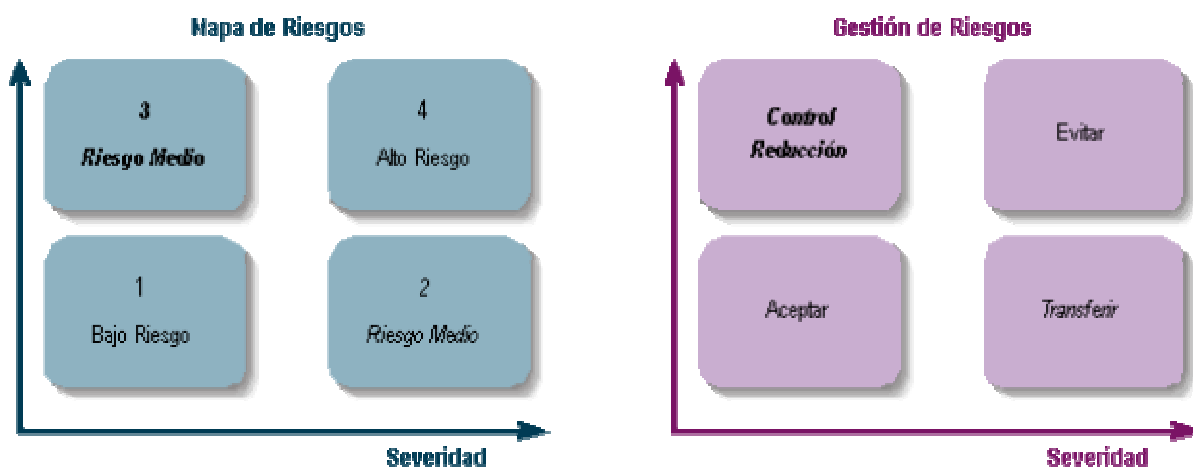 Mapa de Riesgos
3
Riesgo Medio
4
Alto Riesgo
1
Bajo Riesgo
2
Riesgo Medio
Severidad
Gestión de Riesgos
Control
Reducción
Evitar
Aceptar
Transferir
Severidad